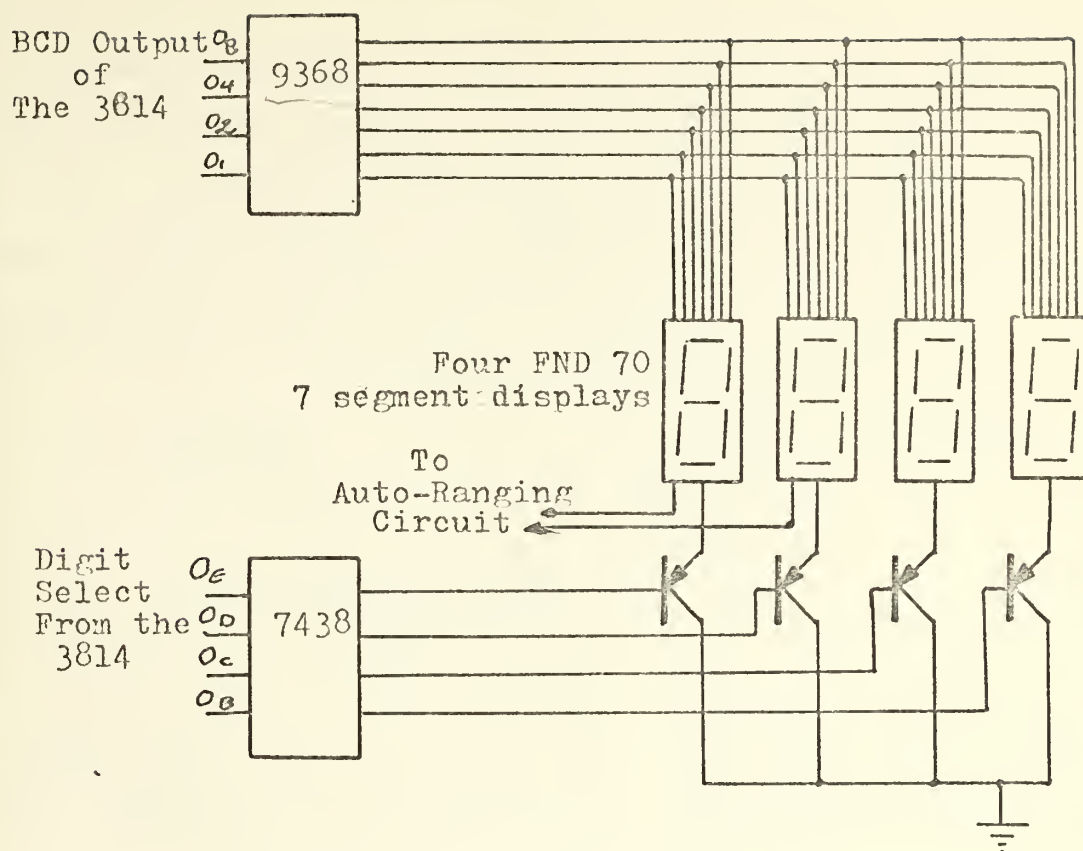 BCD Output
of
The 3814
O8
O4
O2
O1
9368
Four FND 70
7 segment displays
To
Auto-Ranging
Circuit
Digit
Select
From the
3814
OE
OD
OC
OB
7438